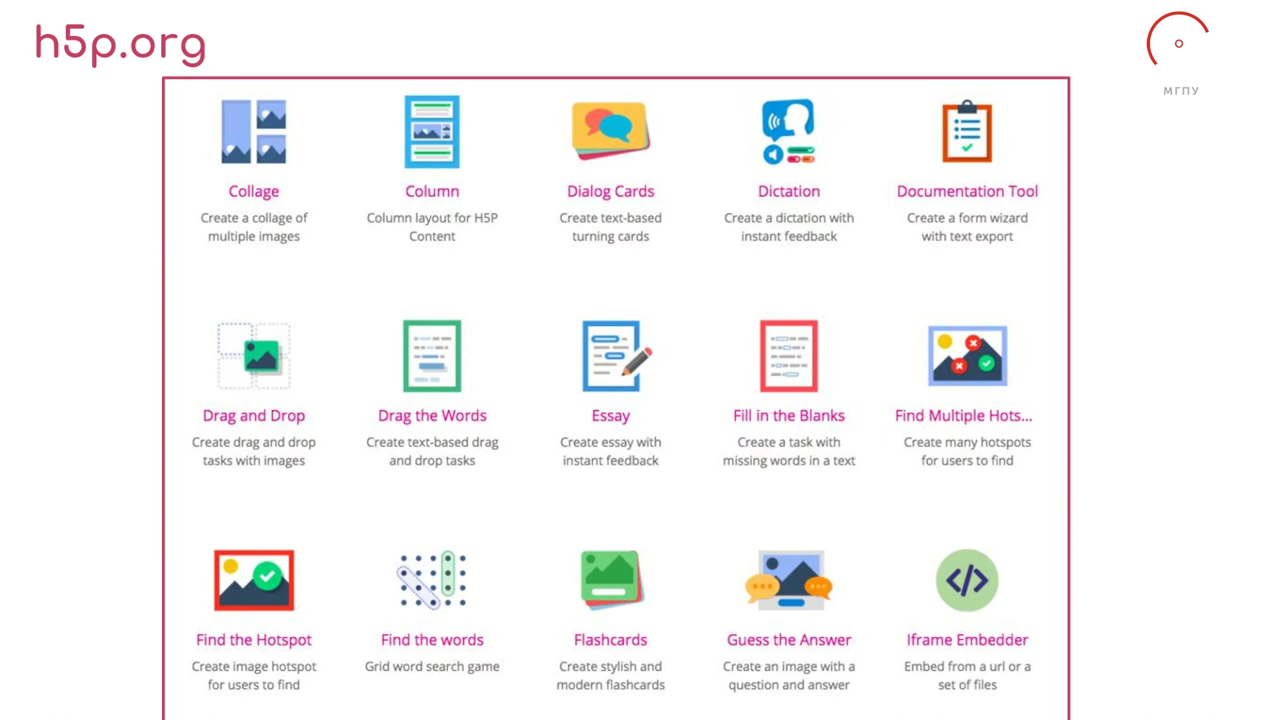 h5p.org
МГПУ
Collage
Create a collage of
multiple images
Column
Column layout for H5P
Content
Dialog Cards
Create text-based
turning cards
Dictation
Create a dictation with
instant feedback
Documentation Tool
Create a form wizard
with text export
Drag and Drop
Create drag and drop
tasks with images
Drag the Words
Create text-based drag
and drop tasks
Essay
Create essay with
instant feedback
Fill in the Blanks
Create a task with
missing words in a text
Find Multiple Hots...
Create many hotspots
for users to find
Find the Hotspot
Create image hotspot
for users to find
Find the words
Grid word search game
Flashcards
Create stylish and
modern flashcards
Guess the Answer
Create an image with a
question and answer
Iframe Embedder
Embed from a url or a
set of files